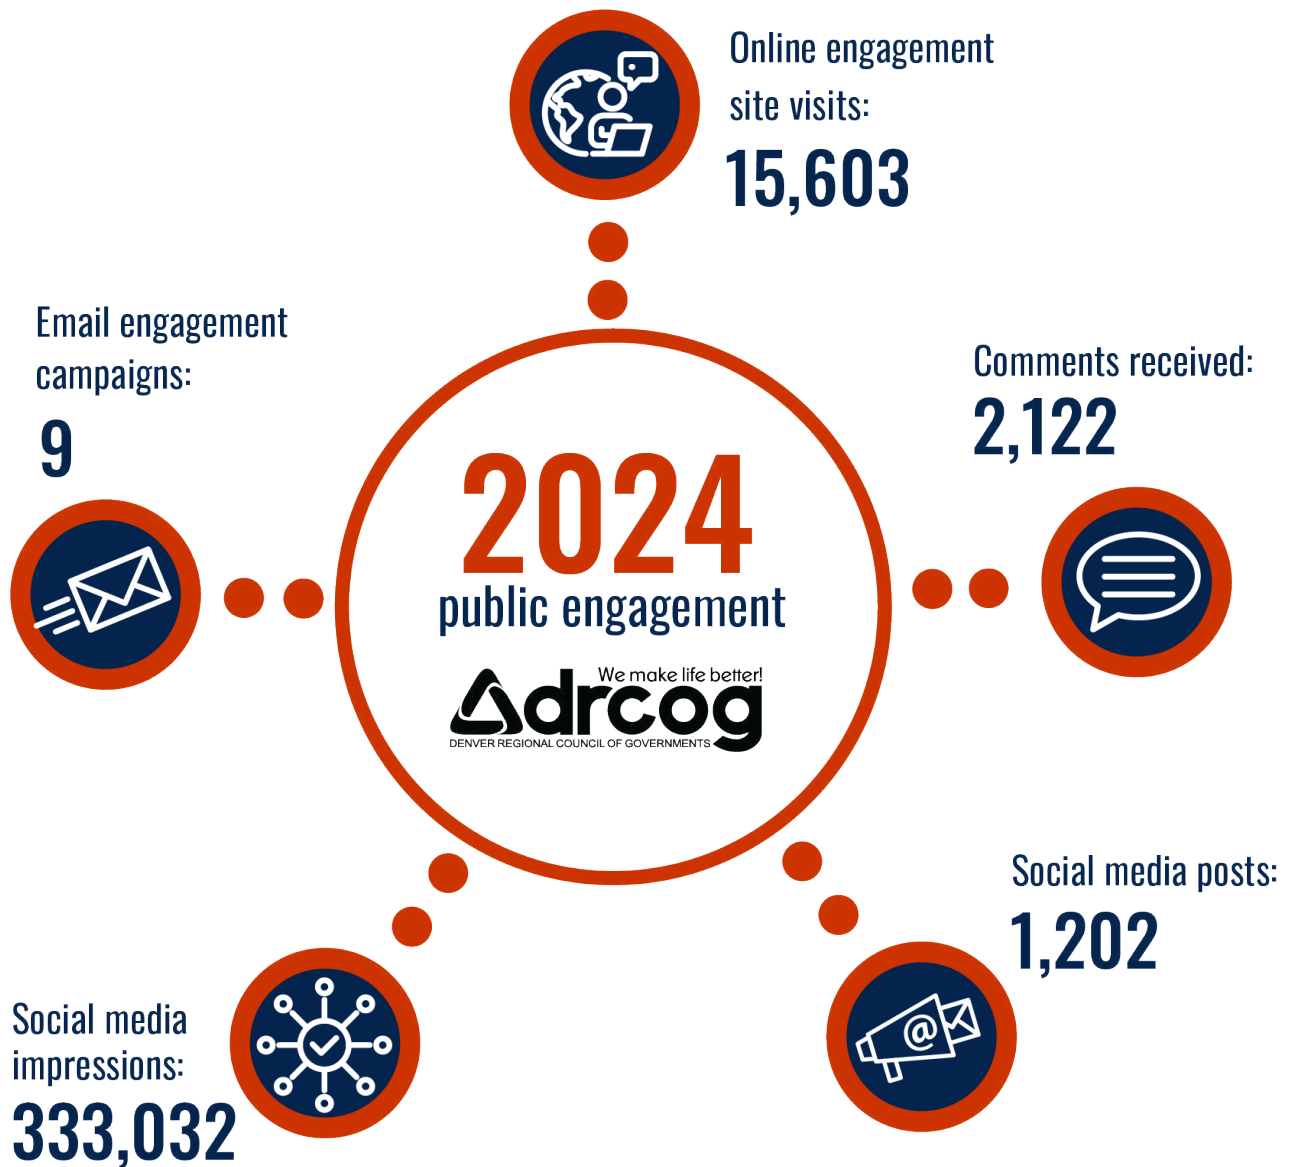 Online engagement
site visits:
15,603
Email engagement
campaigns:
9
Comments received:
2,122
2024
public engagement
We make life better!
drcog
DENVER REGIONAL COUNCIL OF GOVERNMENTS
Social media posts:
1,202
@
Social media
impressions:
333,032